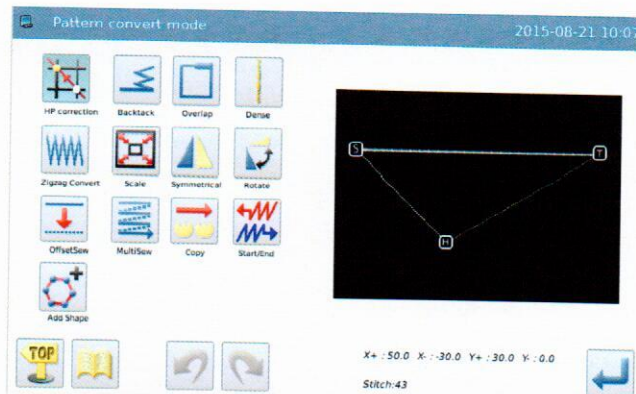 Pattern convert mode
2015-08-21 10:07
HP correction Backtack Overlap Dense
S T
Zigzag Convert Scale Symmetrical Rotate
H
OffsetSew MultiSew Copy Start/End
Add Shape
TOP
X+ : 50.0 X- : -30.0 Y+ : 30.0 Y- : 0.0
Stitch:43